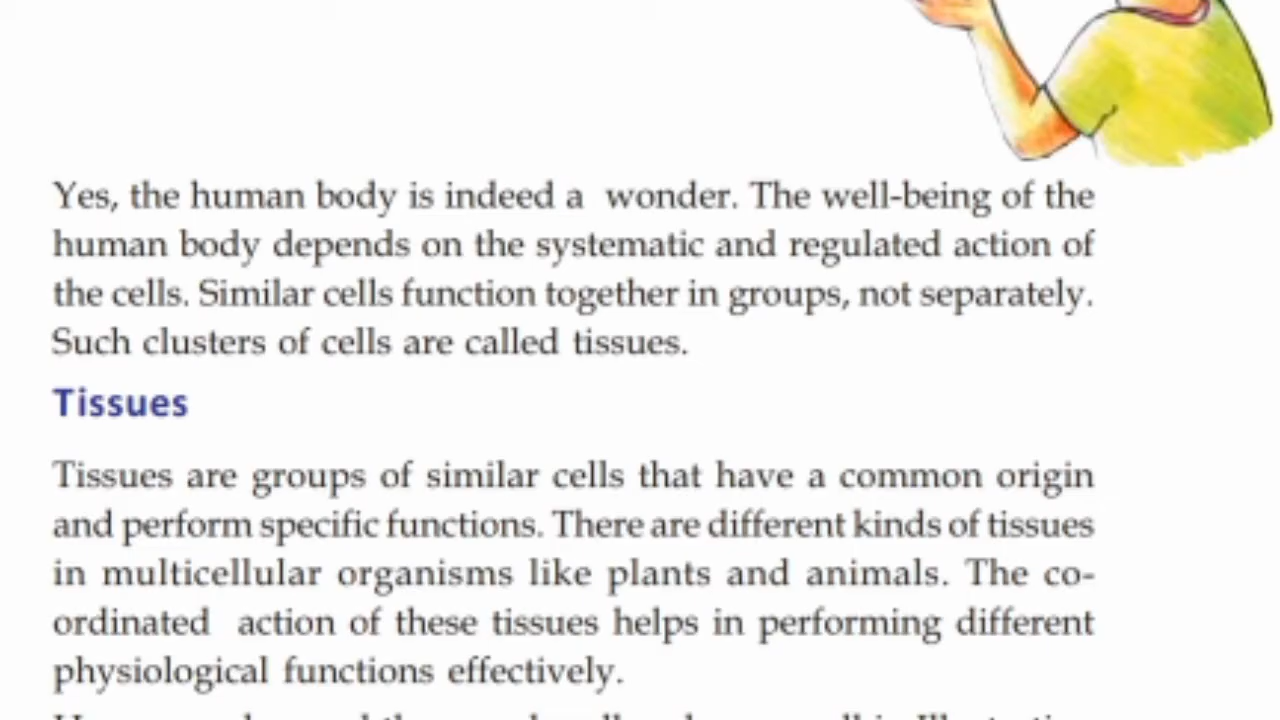 Yes, the human body is indeed a wonder. The well-being of the
human body depends on the systematic and regulated action of
the cells. Similar cells function together in groups, not separately.
Such clusters of cells are called tissues.
Tissues
Tissues are groups of similar cells that have a common origin
and perform specific functions. There are different kinds of tissues
in multicellular organisms like plants and animals. The co-
ordinated action of these tissues helps in performing different
physiological functions effectively.